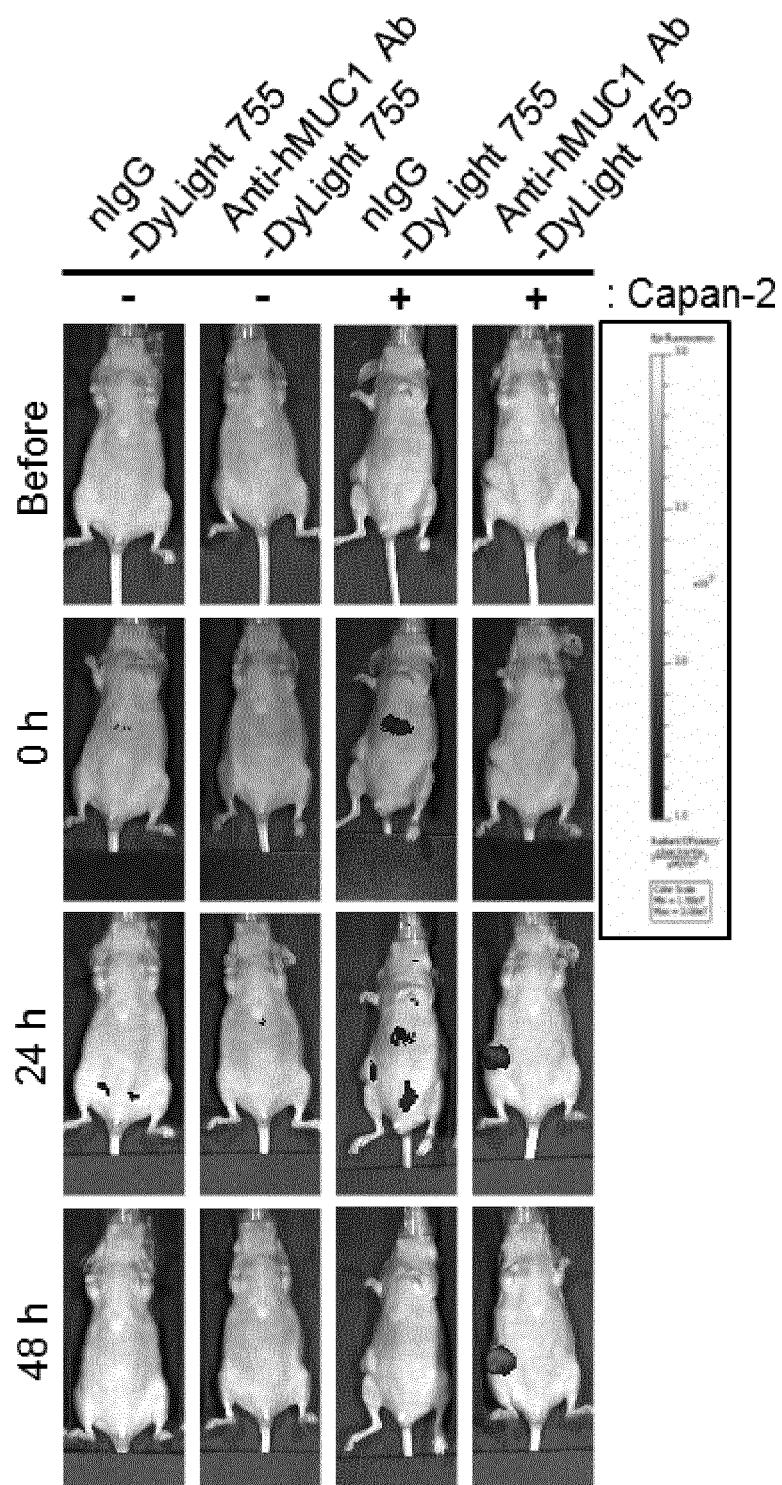 nIgG
-DyLight 755
Anti-hMUC1 Ab
-DyLight 755
nIgG
-DyLight 755
Anti-hMUC1 Ab
-DyLight 755
- - + + : Capan-2
Before
0 h
24 h
48 h